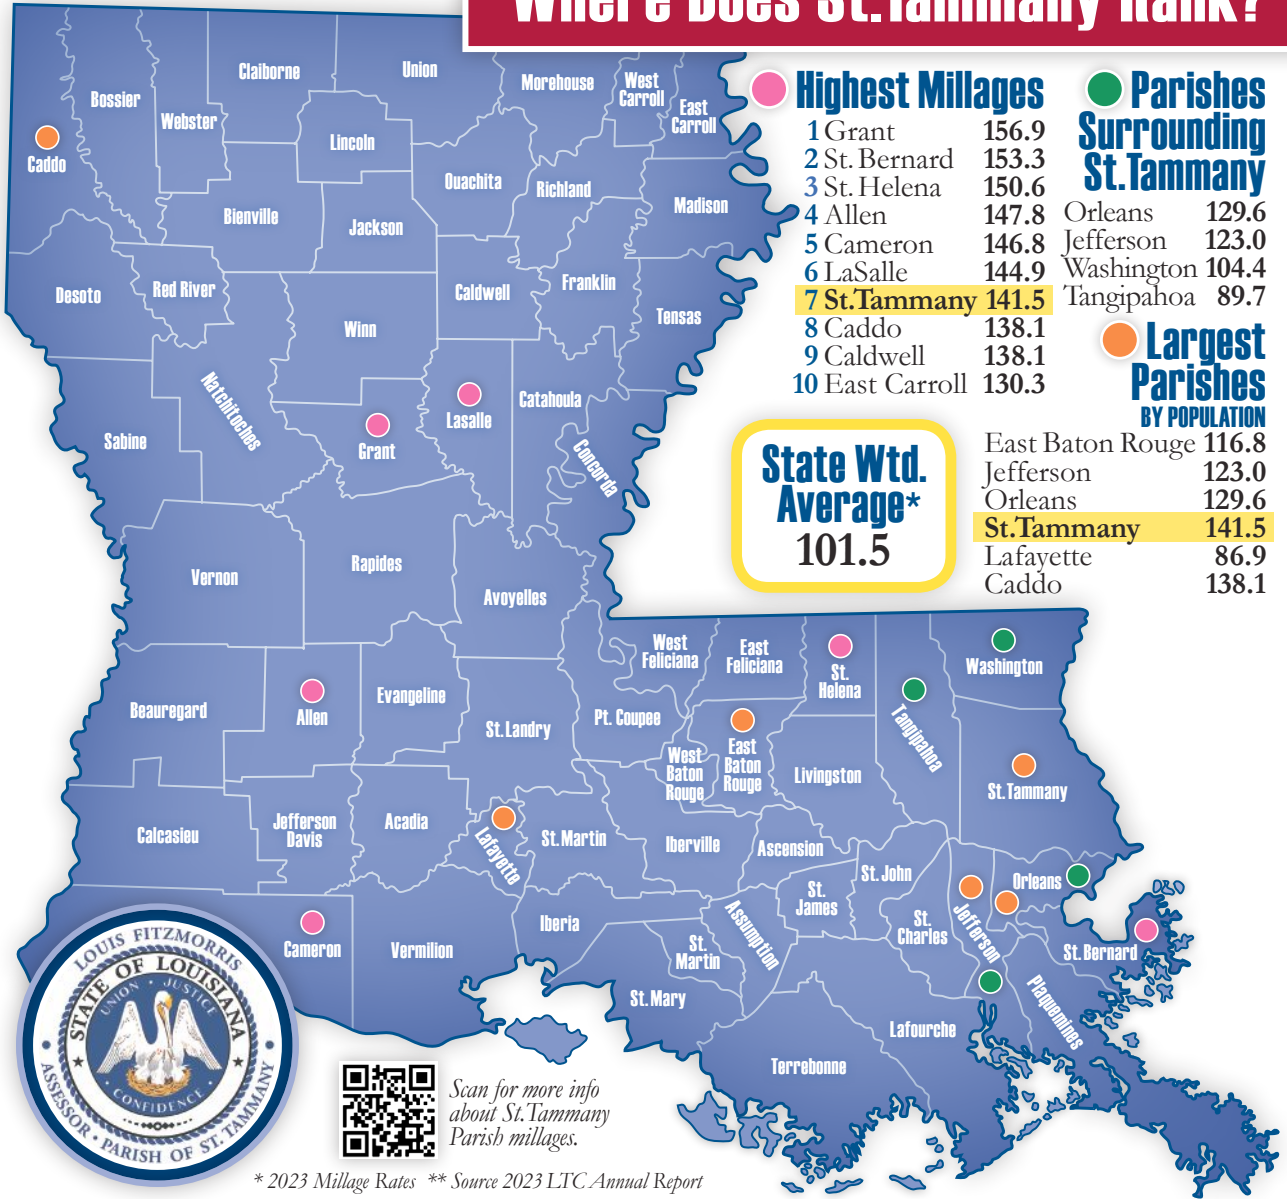 Where Does St.Tammany Rank?
Highest Millages
1 Grant 156.9
2 St. Bernard 153.3
3 St. Helena 150.6
4 Allen 147.8
5 Cameron 146.8
6 LaSalle 144.9
7 St.Tammany 141.5
8 Caddo 138.1
9 Caldwell 138.1
10 East Carroll 130.3
Parishes
Surrounding
St.Tammany
Orleans 129.6
Jefferson 123.0
Washington 104.4
Tangipahoa 89.7
Largest
Parishes
BY POPULATION
East Baton Rouge 116.8
Jefferson 123.0
Orleans 129.6
St.Tammany 141.5
Lafayette 86.9
Caddo 138.1
State Wtd.
Average*
101.5
Caddo
Bossier
Webster
Claiborne
Union
Morehouse
West
Carroll
East
Carroll
Lincoln
Ouachita
Richland
Madison
Bienville
Jackson
Desoto
Red River
Caldwell
Franklin
Tensas
Winn
Natchitoches
Sabine
Grant
Lasalle
Catahoula
Concorda
Vernon
Rapides
Avoyelles
West
Feliciana
East
Feliciana
St.
Helena
Tangipahoa
Washington
Beauregard
Allen
Evangeline
St. Landry
Pt. Coupee
West
Baton
Rouge
East
Baton
Rouge
Livingston
St. Tammany
Calcasieu
Jefferson
Davis
Acadia
Lafayette
St. Martin
Iberville
Ascension
St. John
St.
James
St.
Charles
Jefferson
Orleans
St. Bernard
Plaquemines
Cameron
Vermilion
Iberia
St.
Martin
Assumption
St. Mary
Lafourche
Terrebonne
LOUIS FITZMORRIS
STATE OF LOUISIANA
UNION • JUSTICE
• CONFIDENCE •
ASSESSOR • PARISH OF ST. TAMMANY
Scan for more info
about St.Tammany
Parish millages.
* 2023 Millage Rates ** Source 2023 LTC Annual Report